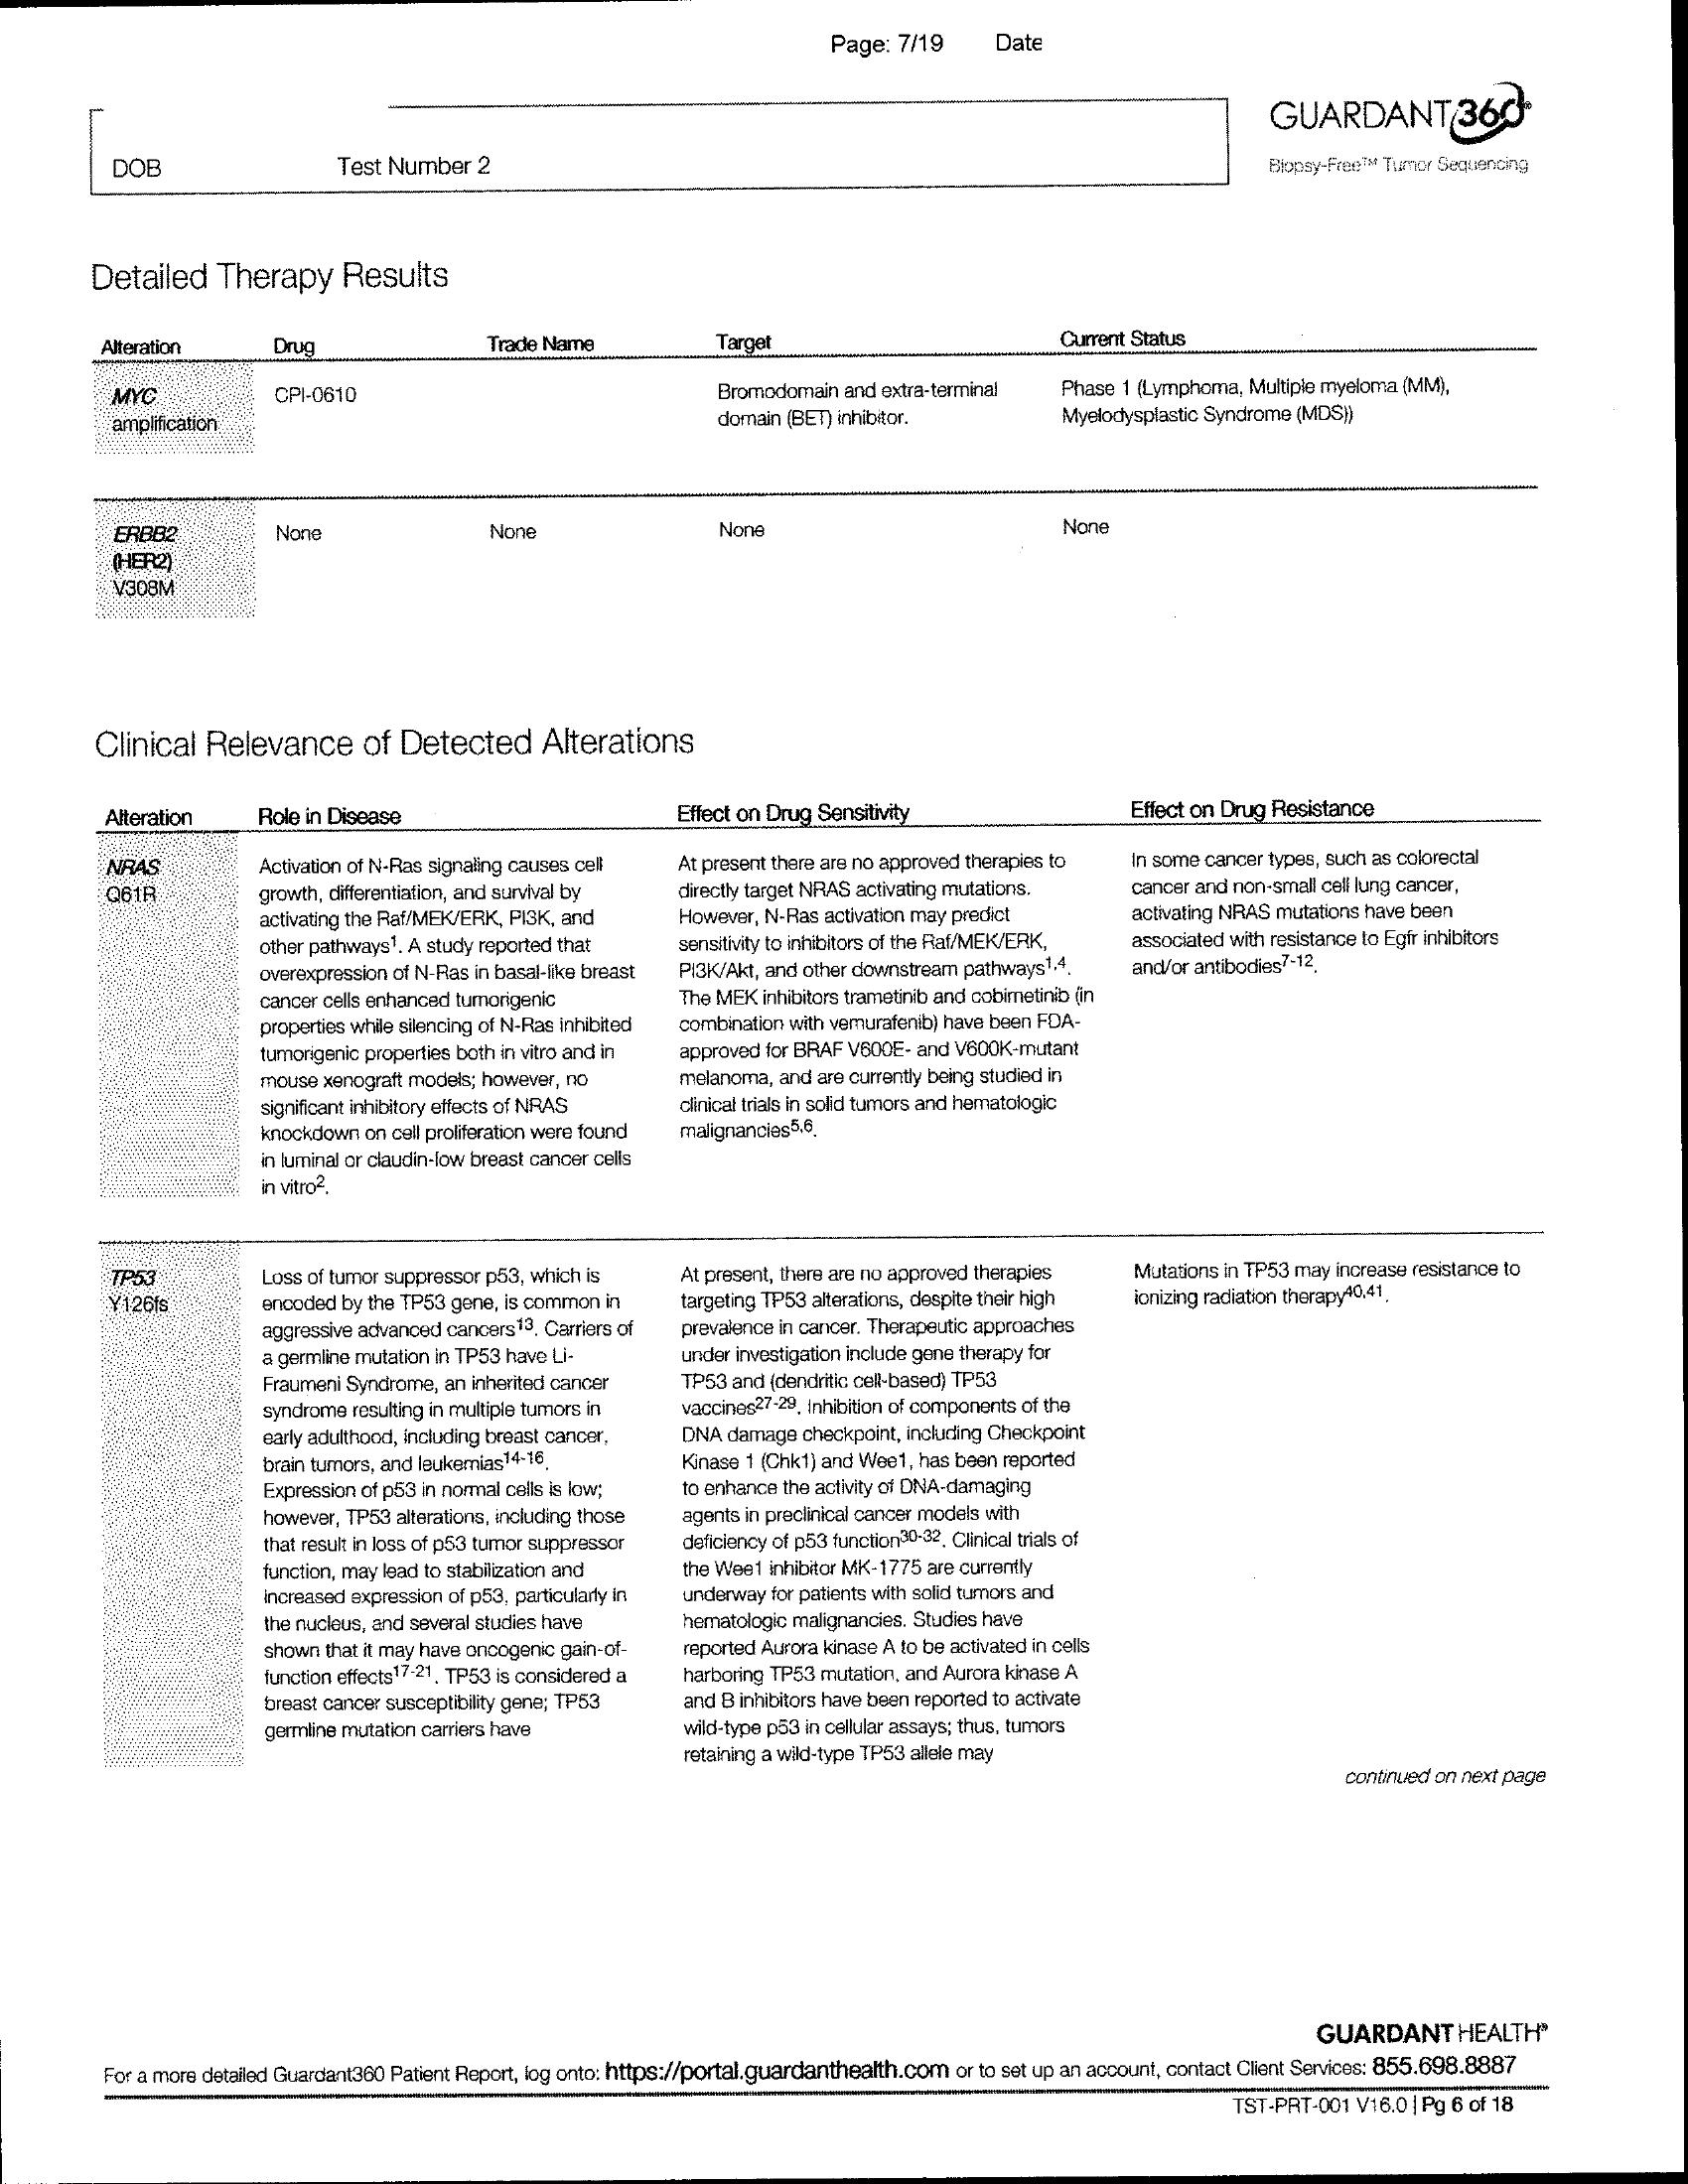 Page: 7/19 Date
GUARDANT360®
Biopsy-Free™ Tumor Sequencing
DOB Test Number 2
Detailed Therapy Results
Alteration Drug Trade Name Target Current Status
MYC amplification CPI-0610 Bromodomain and extra-terminal Phase 1 (Lymphoma, Multiple myeloma (MM),
domain (BET) inhibitor. Myelodysplastic Syndrome (MDS))
ERBB2 None None None None
(HER2)
V308M
Clinical Relevance of Detected Alterations
Alteration Role in Disease Effect on Drug Sensitivity Effect on Drug Resistance
NRAS
Q61R
Activation of N-Ras signaling causes cell
growth, differentiation, and survival by
activating the Raf/MEK/ERK, PI3K, and
other pathways1. A study reported that
overexpression of N-Ras in basal-like breast
cancer cells enhanced tumorigenic
properties while silencing of N-Ras inhibited
tumorigenic properties both in vitro and in
mouse xenograft models; however, no
significant inhibitory effects of NRAS
knockdown on cell proliferation were found
in luminal or claudin-low breast cancer cells
in vitro2.
At present there are no approved therapies to
directly target NRAS activating mutations.
However, N-Ras activation may predict
sensitivity to inhibitors of the Raf/MEK/ERK,
PI3K/Akt, and other downstream pathways1,4.
The MEK inhibitors trametinib and cobimetinib (in
combination with vemurafenib) have been FDA-
approved for BRAF V600E- and V600K-mutant
melanoma, and are currently being studied in
clinical trials in solid tumors and hematologic
malignancies5,6.
In some cancer types, such as colorectal
cancer and non-small cell lung cancer,
activating NRAS mutations have been
associated with resistance to Egfr inhibitors
and/or antibodies7-12.
TP53
Y126fs
Loss of tumor suppressor p53, which is
encoded by the TP53 gene, is common in
aggressive advanced cancers13. Carriers of
a germline mutation in TP53 have Li-
Fraumeni Syndrome, an inherited cancer
syndrome resulting in multiple tumors in
early adulthood, including breast cancer,
brain tumors, and leukemias14-16.
Expression of p53 in normal cells is low;
however, TP53 alterations, including those
that result in loss of p53 tumor suppressor
function, may lead to stabilization and
increased expression of p53, particularly in
the nucleus, and several studies have
shown that it may have oncogenic gain-of-
function effects17-21. TP53 is considered a
breast cancer susceptibility gene; TP53
germline mutation carriers have
At present, there are no approved therapies
targeting TP53 alterations, despite their high
prevalence in cancer. Therapeutic approaches
under investigation include gene therapy for
TP53 and (dendritic cell-based) TP53
vaccines27-29. Inhibition of components of the
DNA damage checkpoint, including Checkpoint
Kinase 1 (Chk1) and Wee1, has been reported
to enhance the activity of DNA-damaging
agents in preclinical cancer models with
deficiency of p53 function30-32. Clinical trials of
the Wee1 inhibitor MK-1775 are currently
underway for patients with solid tumors and
hematologic malignancies. Studies have
reported Aurora kinase A to be activated in cells
harboring TP53 mutation, and Aurora kinase A
and B inhibitors have been reported to activate
wild-type p53 in cellular assays; thus, tumors
retaining a wild-type TP53 allele may
Mutations in TP53 may increase resistance to
ionizing radiation therapy40,41.
continued on next page
GUARDANT HEALTH®
For a more detailed Guardant360 Patient Report, log onto: https://portal.guardanthealth.com or to set up an account, contact Client Services: 855.698.8887
TST-PRT-001 V16.0 | Pg 6 of 18